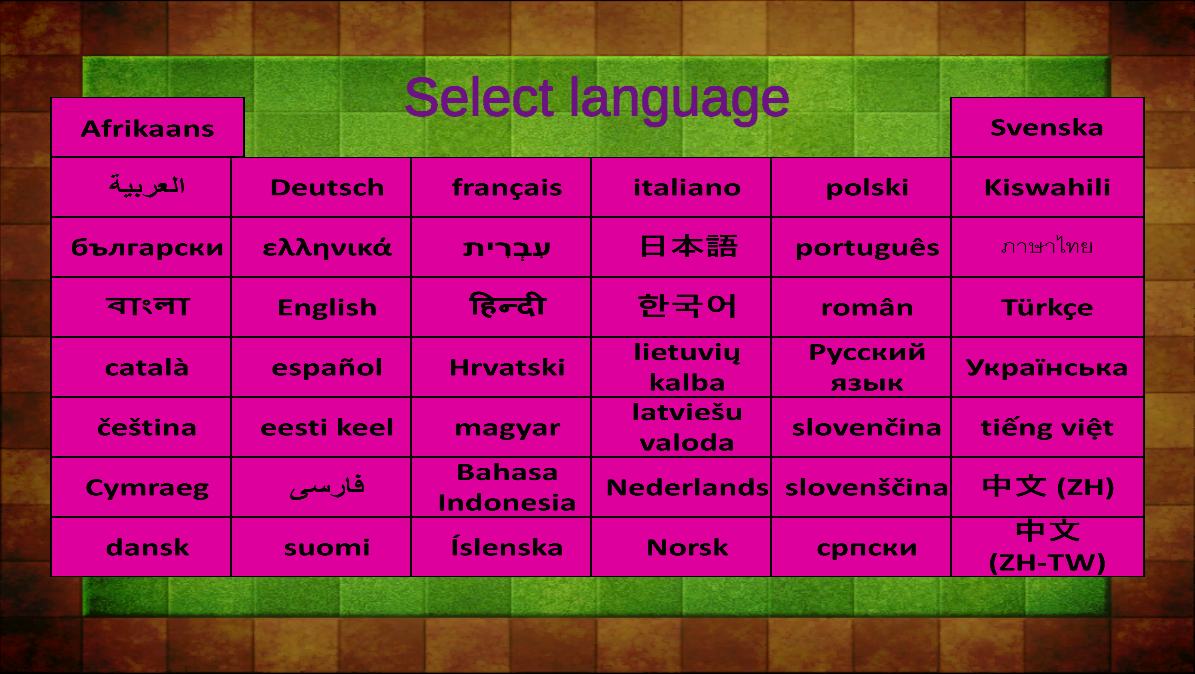 Select language
Afrikaans
Svenska
العربية
Deutsch
français
italiano
polski
Kiswahili
български
ελληνικά
עִבְרִית
日本語
português
ภาษาไทย
বাংলা
English
हिन्दी
한국어
român
Türkçe
català
español
Hrvatski
lietuvių
kalba
Русский
язык
Українська
čeština
eesti keel
magyar
latviešu
valoda
slovenčina
tiếng việt
Cymraeg
فارسی
Bahasa
Indonesia
Nederlands
slovenščina
中文 (ZH)
dansk
suomi
Íslenska
Norsk
српски
中文
(ZH-TW)